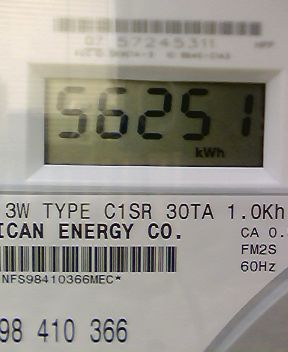 07 57245311
56251
kWh
3W TYPE C1SR 30TA 1.0Kh
ICAN ENERGY CO.
CA 0.
FM2S
60Hz
NFS98410366MEC*
98 410 366